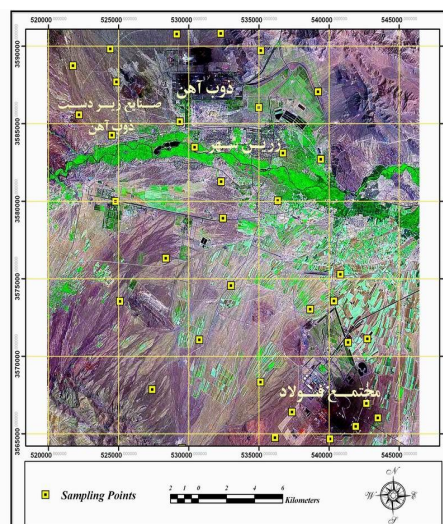 520000 525000 530000 535000 540000 545000
3590000
ذوب آهن
صنایع زیر دست
ذوب آهن
3585000
زرین شهر
3580000
3575000
3570000
مجتمع فولاد
3565000
520000 525000 530000 535000 540000 545000
Sampling Points
2 1 0 2 4 6
Kilometers
N
W E
S